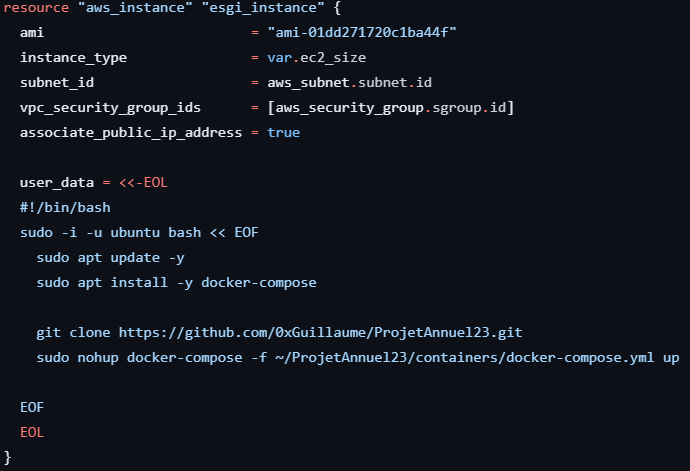 resource "aws_instance" "esgi_instance" {
  ami                         = "ami-01dd271720c1ba44f"
  instance_type               = var.ec2_size
  subnet_id                   = aws_subnet.subnet.id
  vpc_security_group_ids      = [aws_security_group.sgroup.id]
  associate_public_ip_address = true

  user_data = <<-EOL
  #!/bin/bash
  sudo -i -u ubuntu bash << EOF
    sudo apt update -y
    sudo apt install -y docker-compose

    git clone https://github.com/0xGuillaume/ProjetAnnuel23.git
    sudo nohup docker-compose -f ~/ProjetAnnuel23/containers/docker-compose.yml up

  EOF
  EOL
}